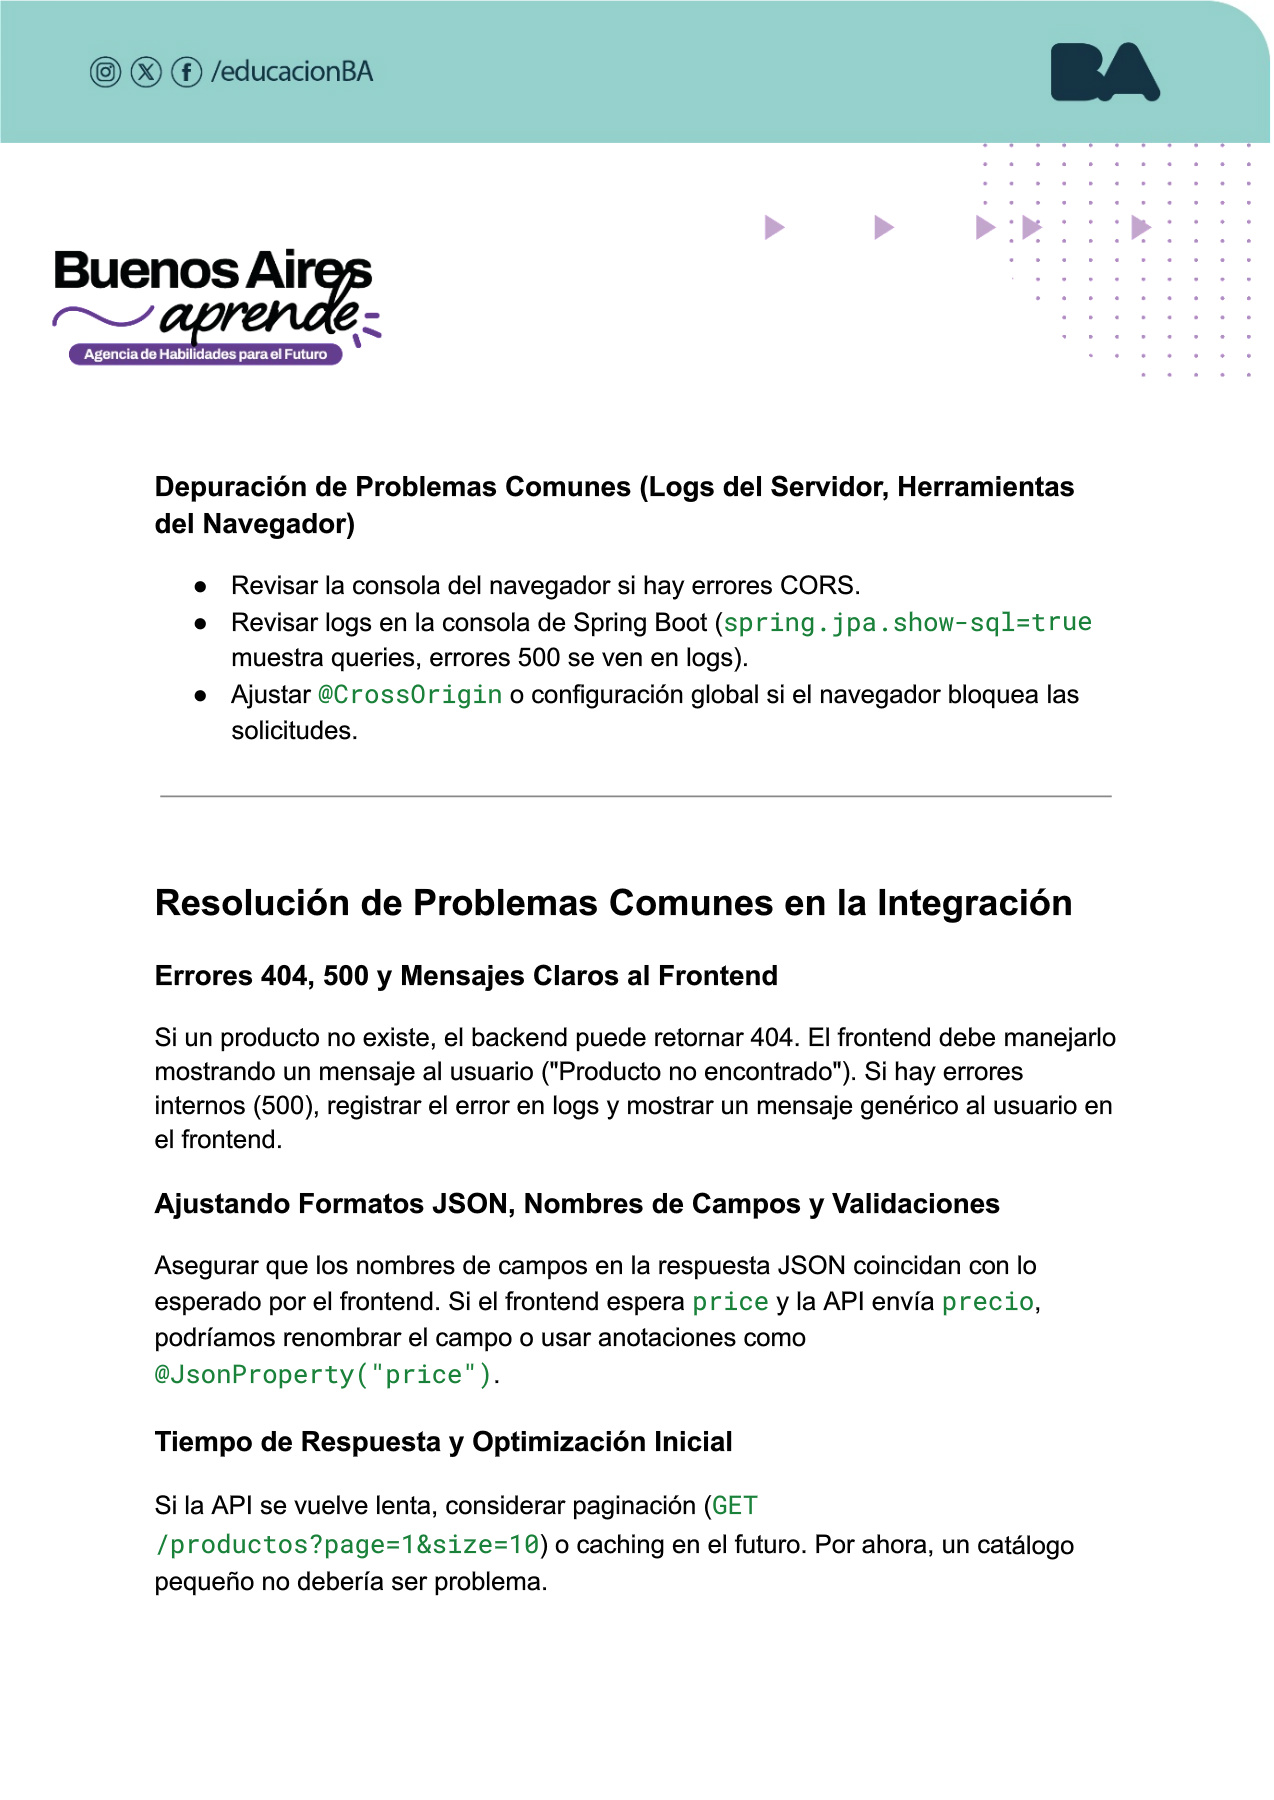 /educacionBA
BA
Buenos Aires
aprende
Agencia de Habilidades para el Futuro
Depuración de Problemas Comunes (Logs del Servidor, Herramientas
del Navegador)
● Revisar la consola del navegador si hay errores CORS.
● Revisar logs en la consola de Spring Boot (spring.jpa.show-sql=true
muestra queries, errores 500 se ven en logs).
● Ajustar @CrossOrigin o configuración global si el navegador bloquea las
solicitudes.
Resolución de Problemas Comunes en la Integración
Errores 404, 500 y Mensajes Claros al Frontend
Si un producto no existe, el backend puede retornar 404. El frontend debe manejarlo
mostrando un mensaje al usuario ("Producto no encontrado"). Si hay errores
internos (500), registrar el error en logs y mostrar un mensaje genérico al usuario en
el frontend.
Ajustando Formatos JSON, Nombres de Campos y Validaciones
Asegurar que los nombres de campos en la respuesta JSON coincidan con lo
esperado por el frontend. Si el frontend espera price y la API envía precio,
podríamos renombrar el campo o usar anotaciones como
@JsonProperty("price").
Tiempo de Respuesta y Optimización Inicial
Si la API se vuelve lenta, considerar paginación (GET
/productos?page=1&size=10) o caching en el futuro. Por ahora, un catálogo
pequeño no debería ser problema.